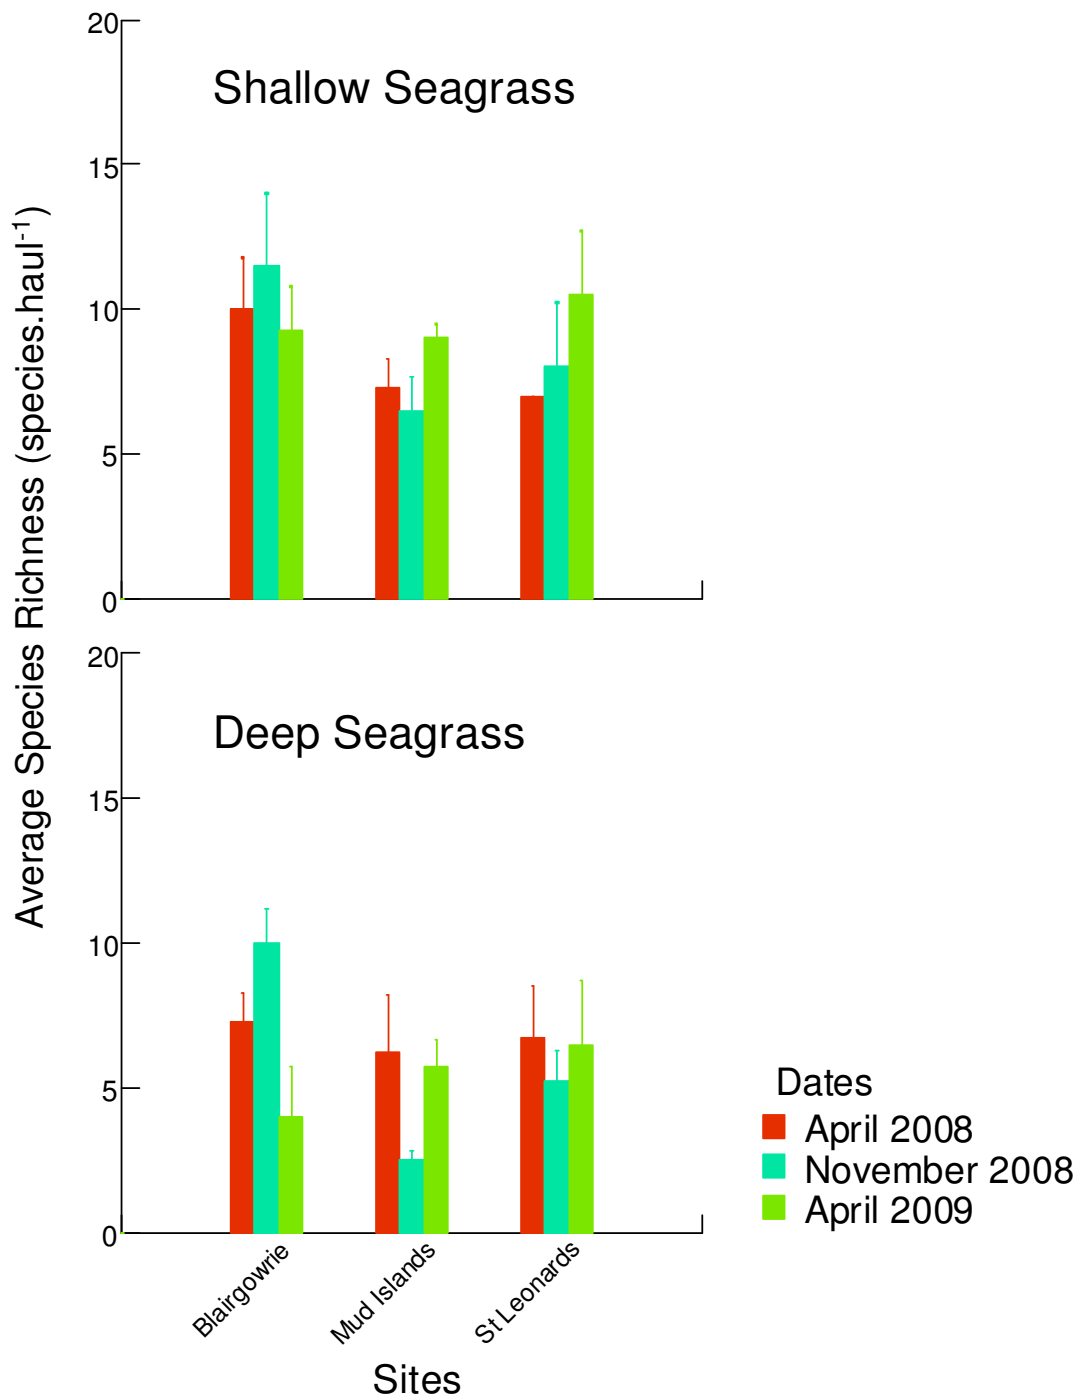 Average Species Richness (species.haul⁻¹)
20
Shallow Seagrass
15
10
5
0
20
Deep Seagrass
15
10
5
0
Blairgowrie
Mud Islands
St Leonards
Sites
Dates
April 2008
November 2008
April 2009